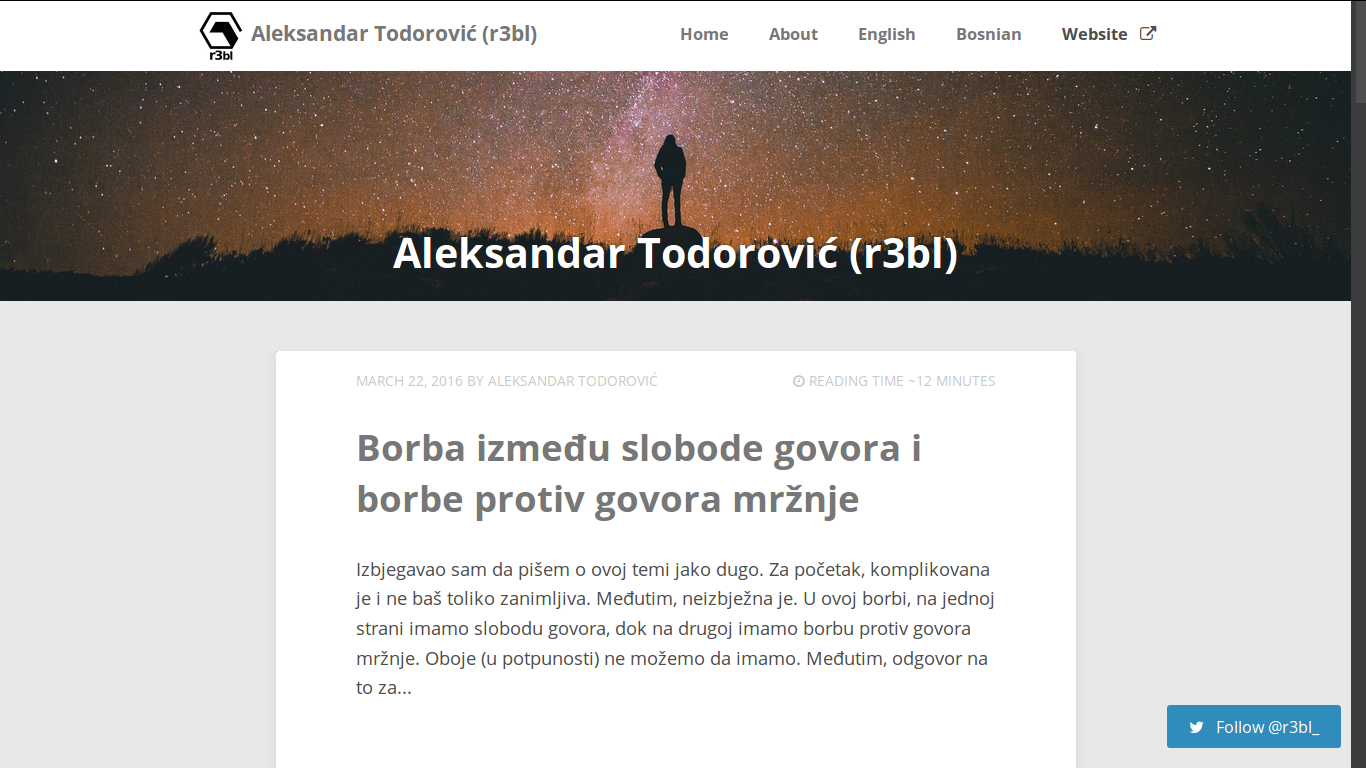 r3bl
Aleksandar Todorović (r3bl)
Home
About
English
Bosnian
Website
Aleksandar Todorović (r3bl)
MARCH 22, 2016 BY ALEKSANDAR TODOROVIĆ
READING TIME ~12 MINUTES
Borba između slobode govora i
borbe protiv govora mržnje
Izbjegavao sam da pišem o ovoj temi jako dugo. Za početak, komplikovana
je i ne baš toliko zanimljiva. Međutim, neizbježna je. U ovoj borbi, na jednoj
strani imamo slobodu govora, dok na drugoj imamo borbu protiv govora
mržnje. Oboje (u potpunosti) ne možemo da imamo. Međutim, odgovor na
to za...
Follow @r3bl_